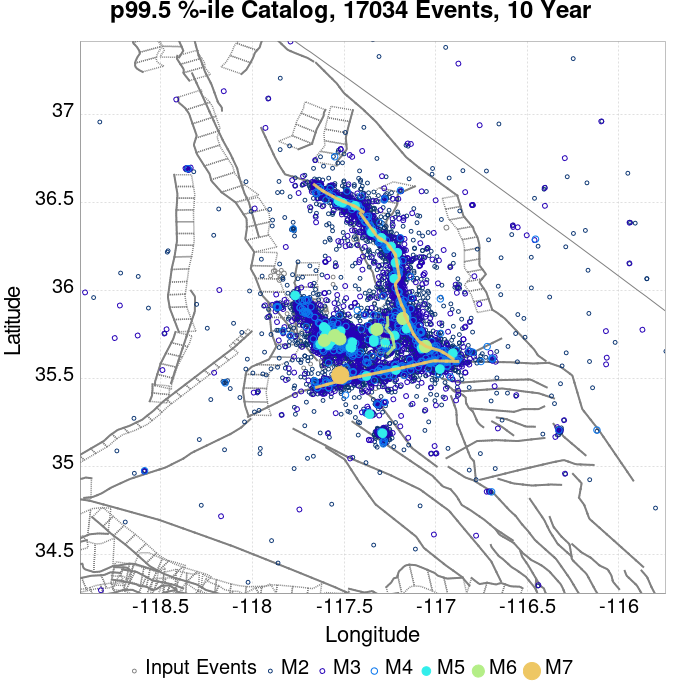 p99.5 %-ile Catalog, 17034 Events, 10 Year
37
36.5
36
35.5
35
34.5
Latitude
-118.5 -118 -117.5 -117 -116.5 -116
Longitude
Input Events M2 M3 M4 M5 M6 M7